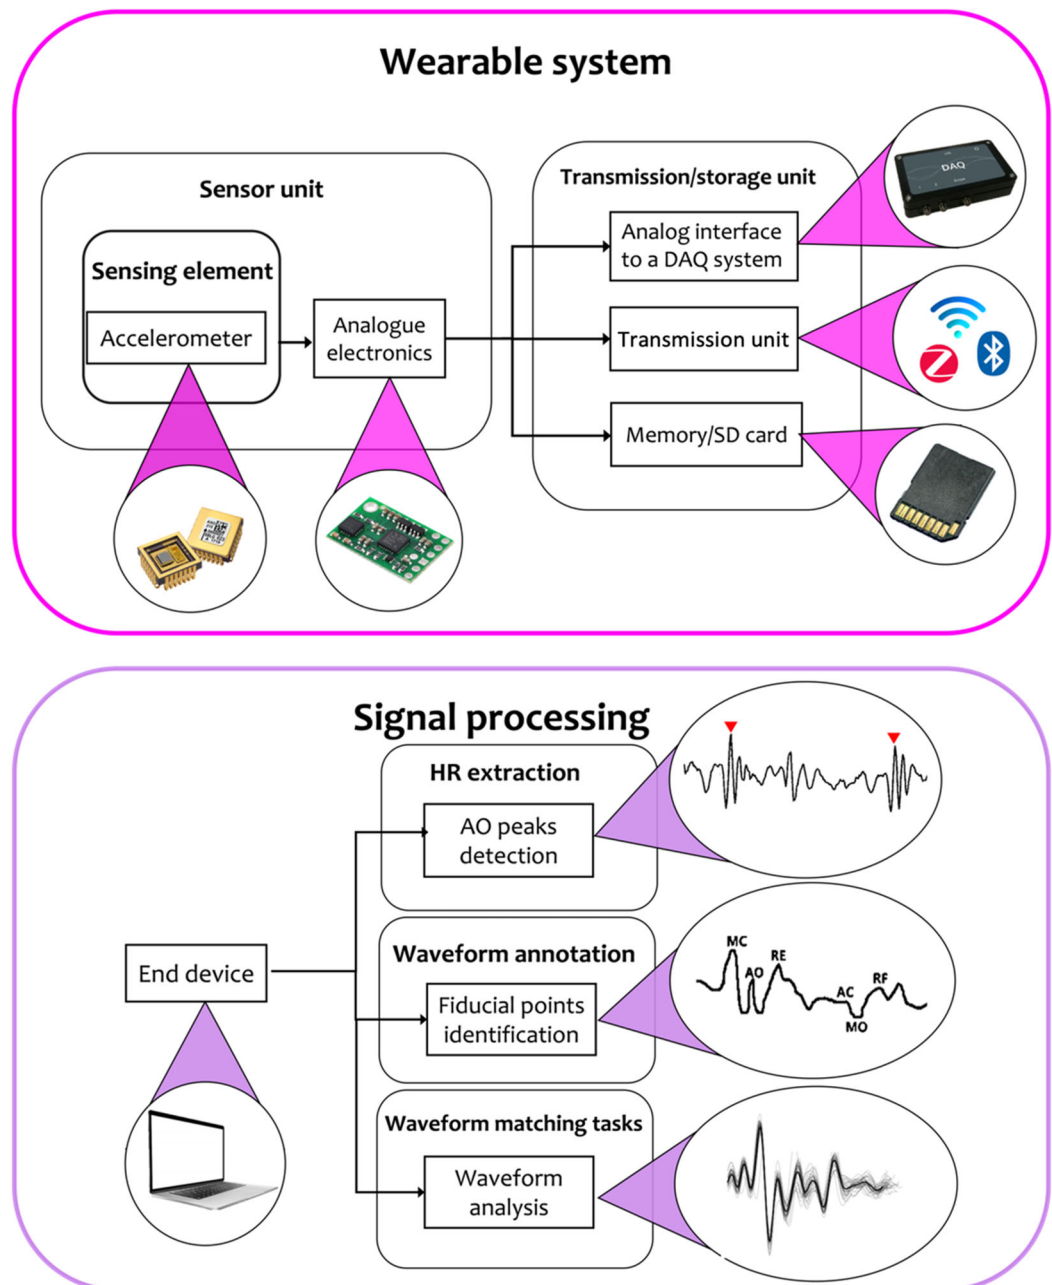 Wearable system
Sensor unit
Sensing element
Accelerometer
Analogue
electronics
Transmission/storage unit
Analog interface
to a DAQ system
Transmission unit
Memory/SD card
DAQ
Signal processing
HR extraction
AO peaks
detection
End device
Waveform annotation
Fiducial points
identification
MC
AO
RE
AC
MO
RF
Waveform matching tasks
Waveform
analysis